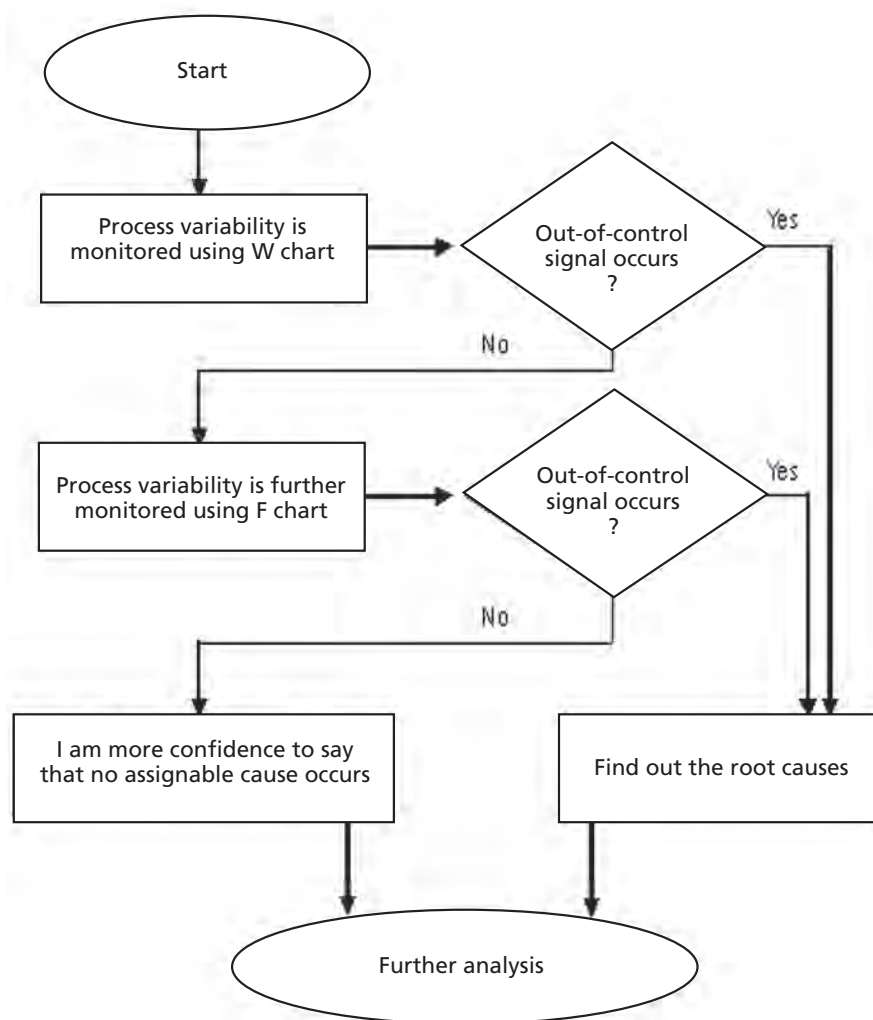 Start
Process variability is
monitored using W chart
Out-of-control
signal occurs
?
Yes
No
Process variability is further
monitored using F chart
Out-of-control
signal occurs
?
Yes
No
I am more confidence to say
that no assignable cause occurs
Find out the root causes
Further analysis